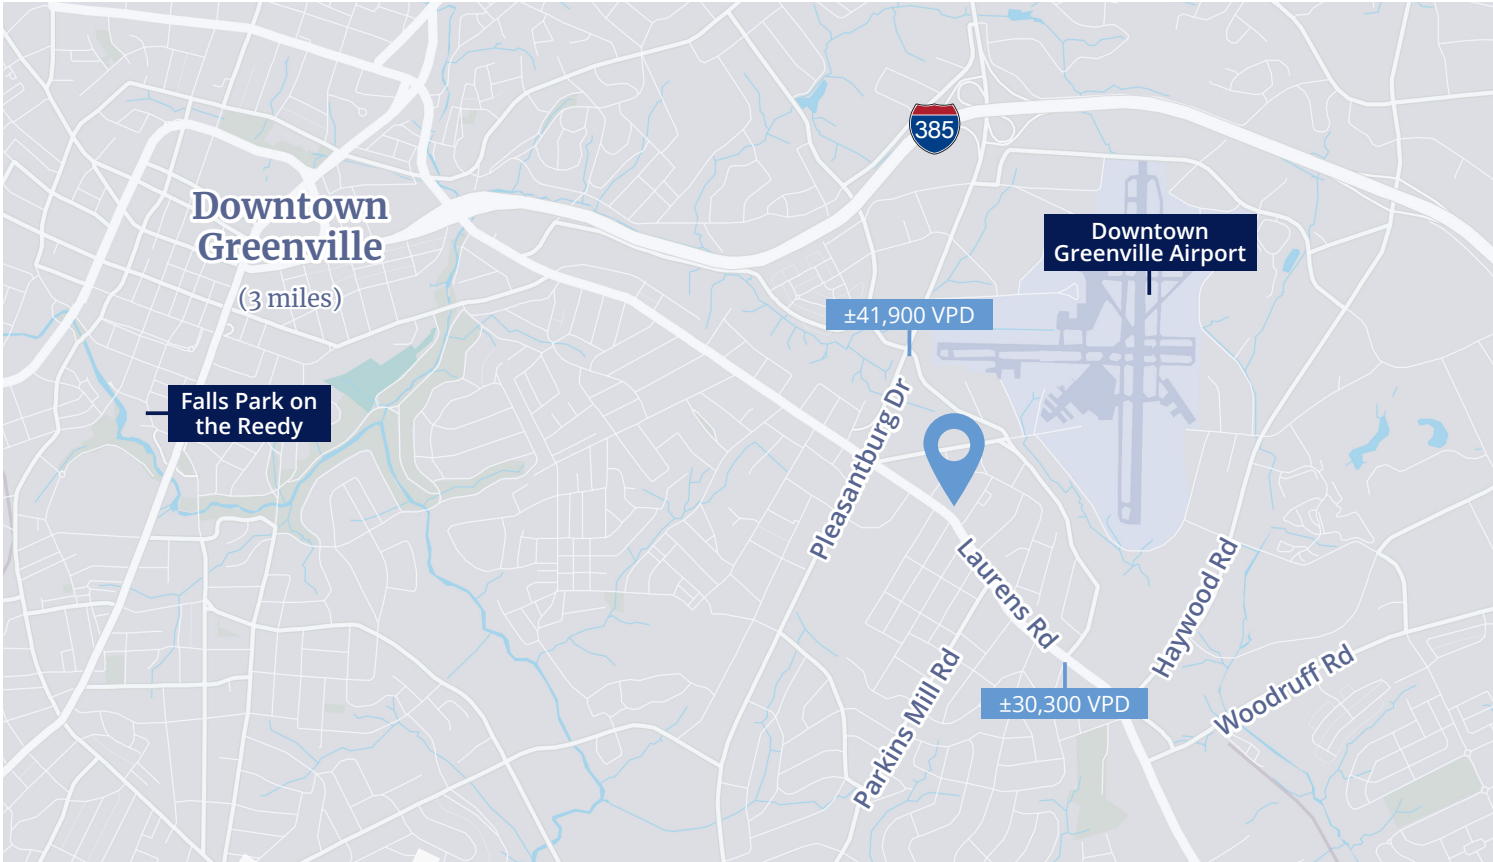 385
Downtown
Greenville
(3 miles)
Downtown
Greenville Airport
±41,900 VPD
Falls Park on
the Reedy
Pleasantburg Dr
Laurens Rd
Haywood Rd
Parkins Mill Rd
Woodruff Rd
±30,300 VPD